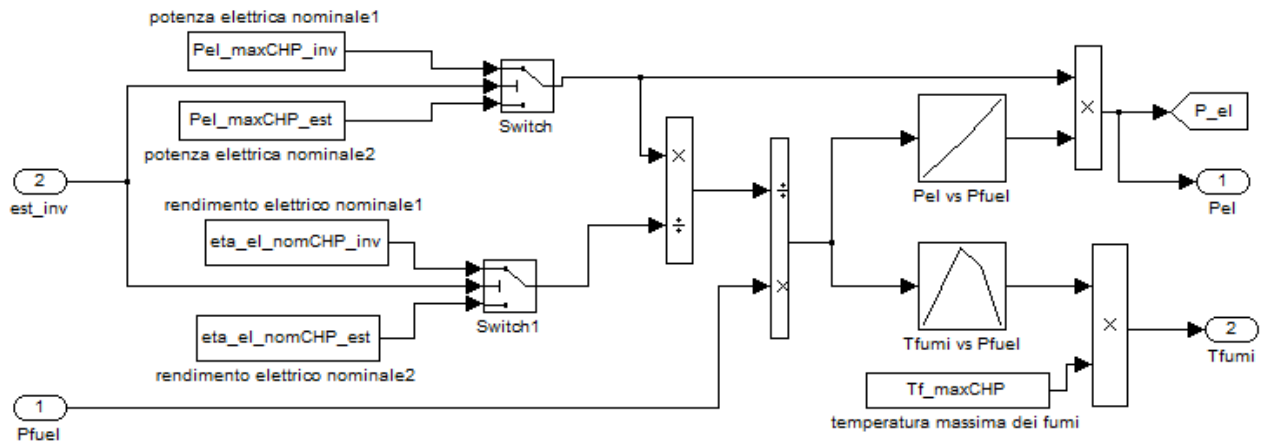 potenza elettrica nominale1
Pel_maxCHP_inv
Pel_maxCHP_est
Switch
potenza elettrica nominale2
2
est_inv
rendimento elettrico nominale1
eta_el_nomCHP_inv
Switch1
eta_el_nomCHP_est
rendimento elettrico nominale2
1
Pfuel
×
÷
÷
×
Pel vs Pfuel
×
P_el
1
Pel
Tfumi vs Pfuel
×
2
Tfumi
Tf_maxCHP
temperatura massima dei fumi